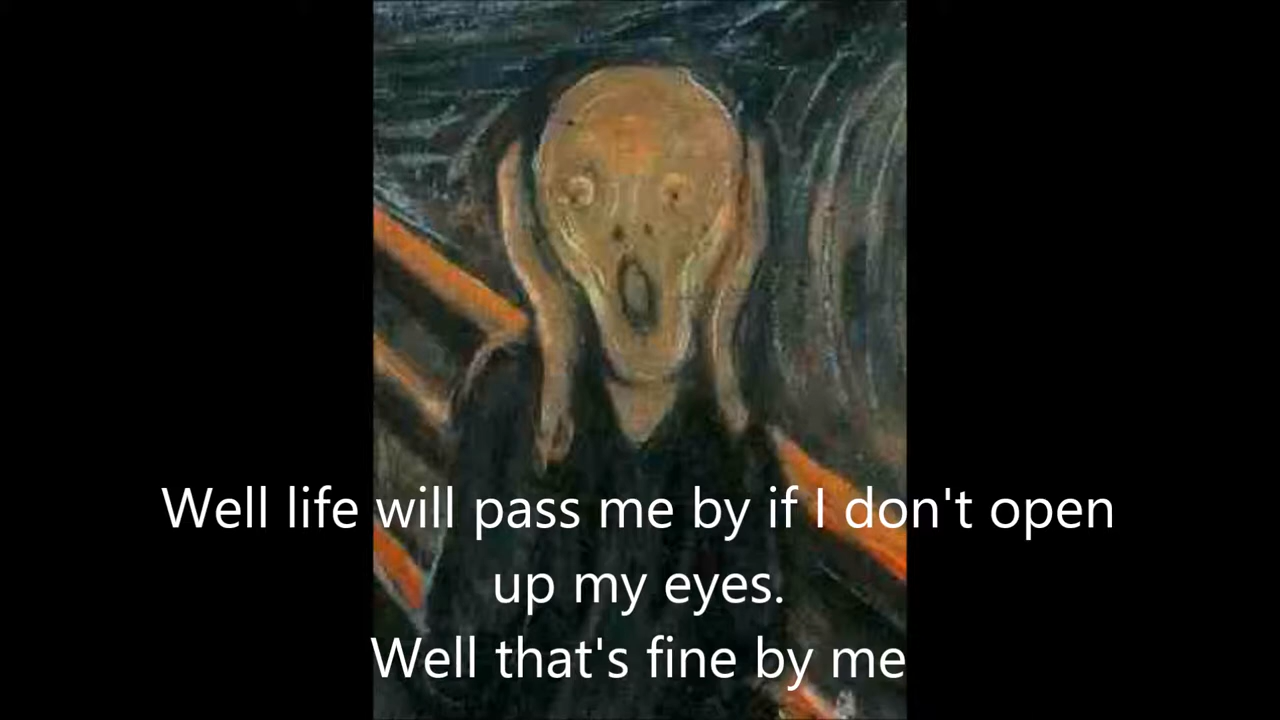 Well life will pass me by if I don't open
up my eyes.
Well that's fine by me